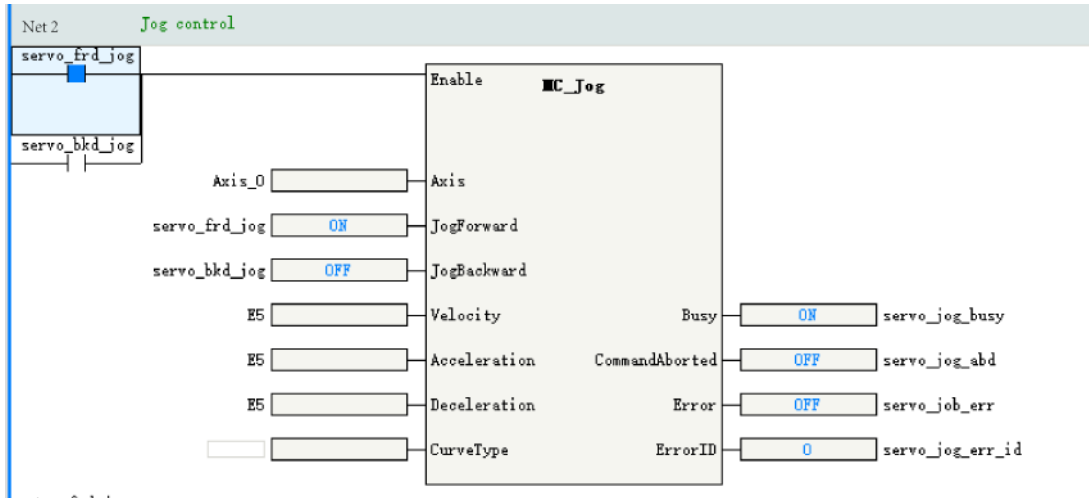 Net 2 Jog control
servo_frd_jog
Enable MC_Jog
servo_bkd_jog
Axis_0 Axis
servo_frd_jog ON JogForward
servo_bkd_jog OFF JogBackward
E5 Velocity Busy ON servo_jog_busy
E5 Acceleration CommandAborted OFF servo_jog_abd
E5 Deceleration Error OFF servo_job_err
CurveType ErrorID 0 servo_jog_err_id